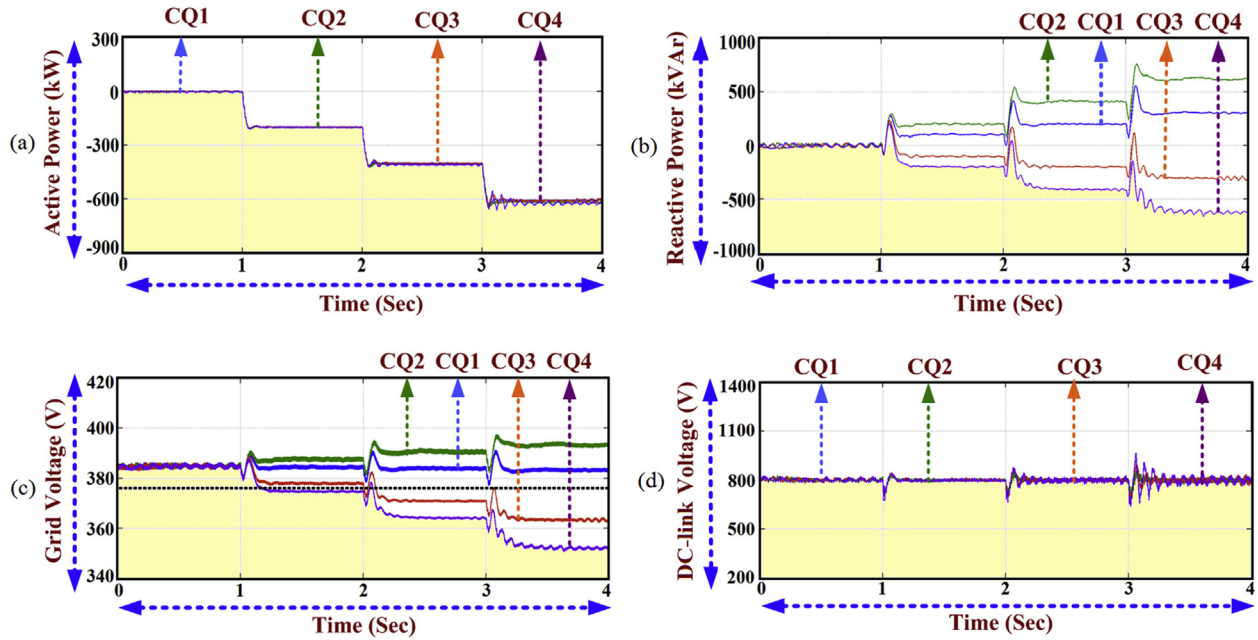 CQ1 CQ2 CQ3 CQ4
300
0
-300
-600
-900
Active Power (kW)
(a)
0 1 2 3 4
Time (Sec)
CQ2 CQ1 CQ3 CQ4
1000
500
0
-500
-1000
Reactive Power (kVAr)
(b)
0 1 2 3 4
Time (Sec)
CQ2 CQ1 CQ3 CQ4
420
400
380
360
340
Grid Voltage (V)
(c)
0 1 2 3 4
Time (Sec)
CQ1 CQ2 CQ3 CQ4
1400
1100
800
500
200
DC-link Voltage (V)
(d)
0 1 2 3 4
Time (Sec)